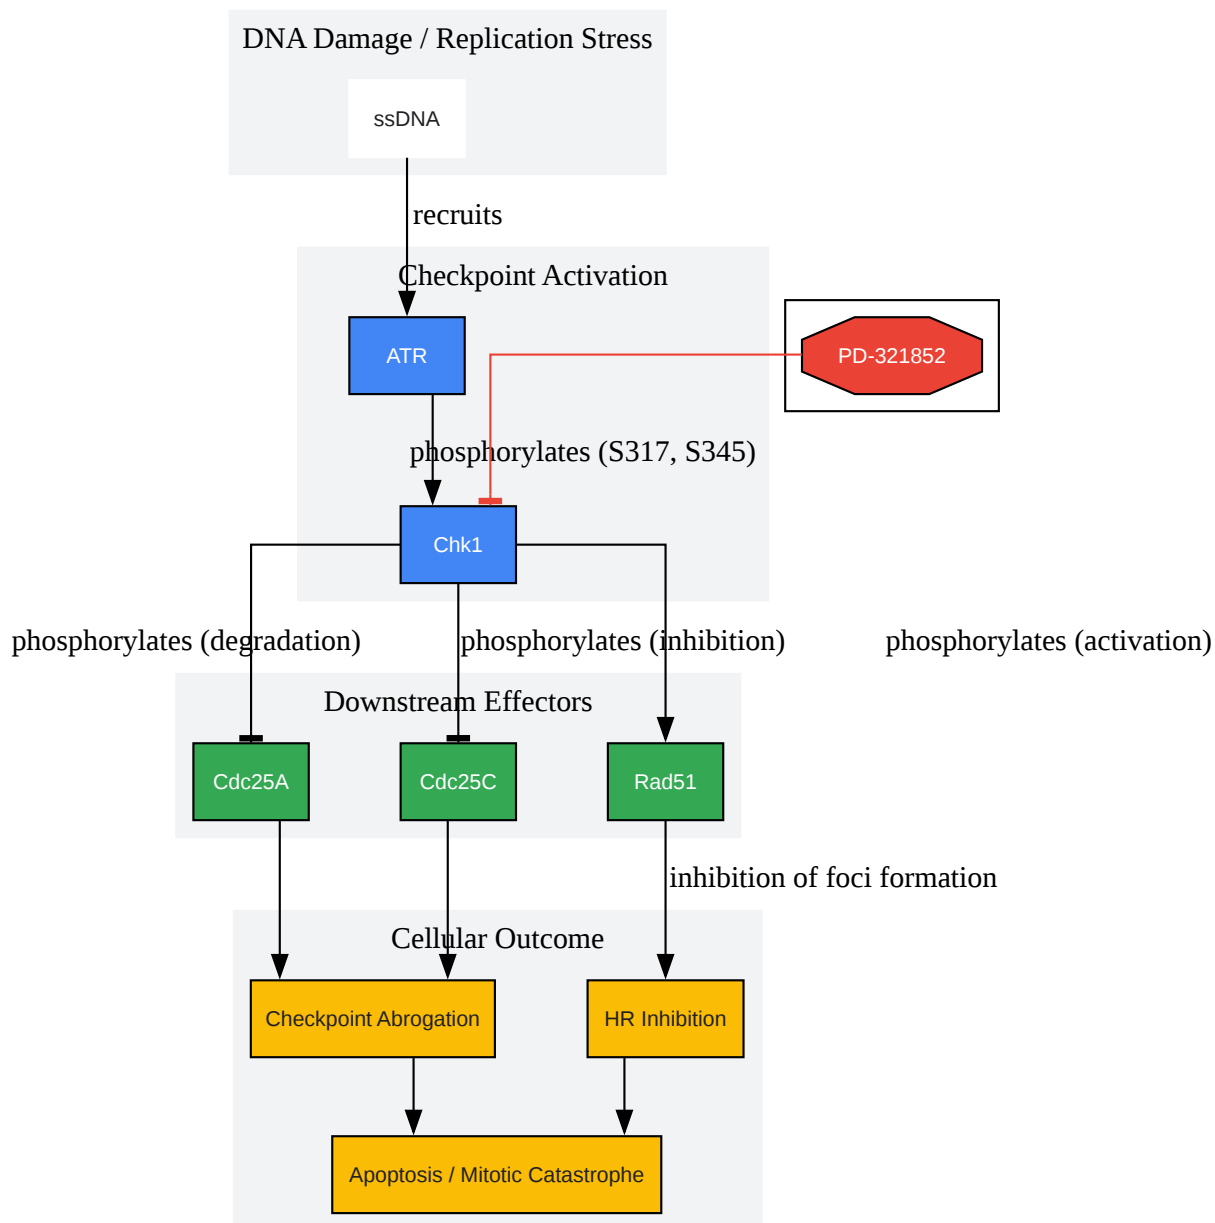 DNA Damage / Replication Stress
ssDNA
recruits
Checkpoint Activation
ATR
PD-321852
phosphorylates (S317, S345)
Chk1
phosphorylates (degradation)
phosphorylates (inhibition)
phosphorylates (activation)
Downstream Effectors
Cdc25A
Cdc25C
Rad51
inhibition of foci formation
Cellular Outcome
Checkpoint Abrogation
HR Inhibition
Apoptosis / Mitotic Catastrophe